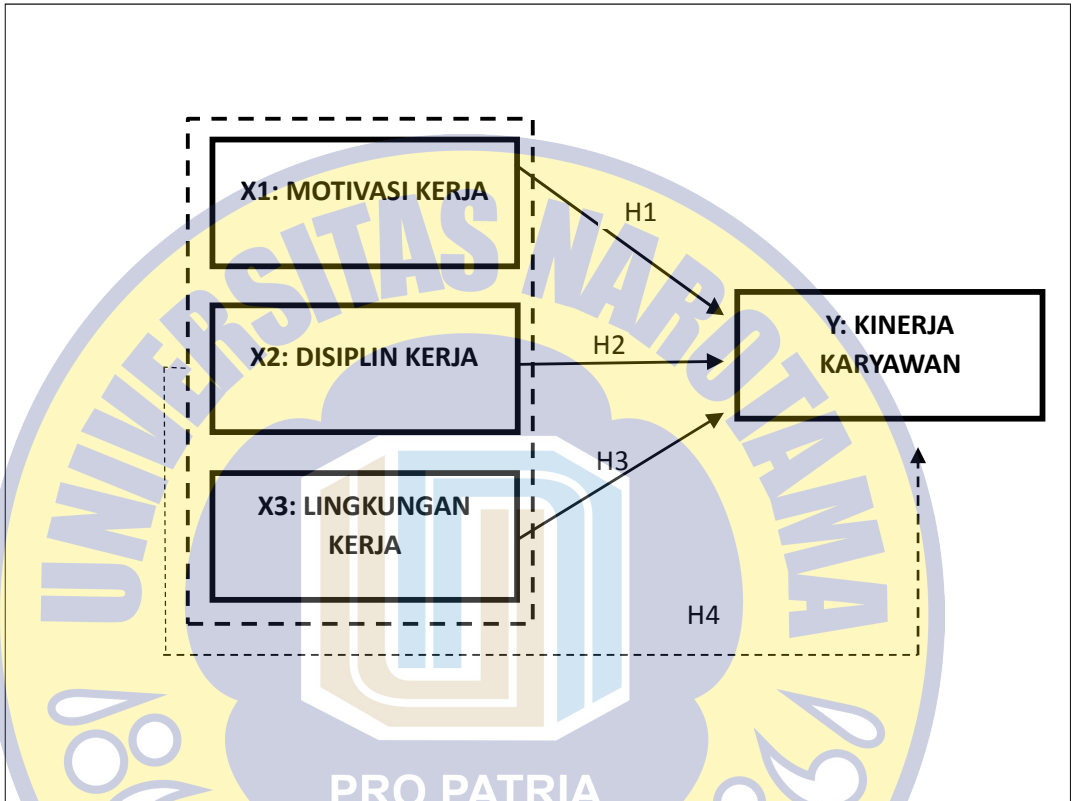 X1: MOTIVASI KERJA
H1
X2: DISIPLIN KERJA
H2
Y: KINERJA
KARYAWAN
H3
X3: LINGKUNGAN
KERJA
H4
UNIVERSITAS NAROTAMA
PRO PATRIA